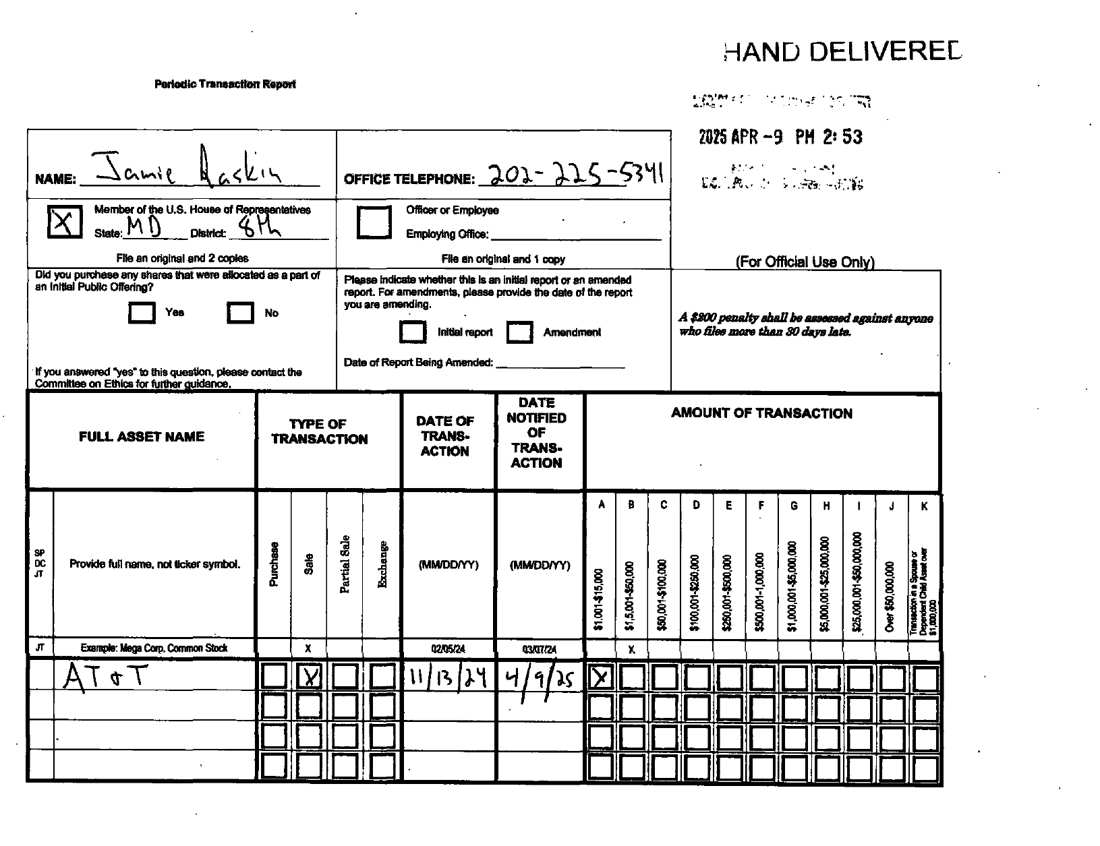 HAND DELIVERED
Periodic Transaction Report
2025 APR -9 PM 2:53
NAME: Jamie Raskin
OFFICE TELEPHONE: 202-225-5341
X Member of the U.S. House of Representatives
State: MD District: 8th
Officer or Employee
Employing Office:
File an original and 2 copies
File an original and 1 copy
(For Official Use Only)
Did you purchase any shares that were allocated as a part of
an Initial Public Offering?
Yes No
If you answered "yes" to this question, please contact the
Committee on Ethics for further guidance.
Please indicate whether this is an initial report or an amended
report. For amendments, please provide the date of the report
you are amending.
Initial report Amendment
Date of Report Being Amended:
A $200 penalty shall be assessed against anyone
who files more than 30 days late.
FULL ASSET NAME
TYPE OF
TRANSACTION
DATE OF
TRANS-
ACTION
DATE
NOTIFIED
OF
TRANS-
ACTION
AMOUNT OF TRANSACTION
SP
DC
JT
Provide full name, not ticker symbol.
Purchase
Sale
Partial Sale
Exchange
(MM/DD/YY)
(MM/DD/YY)
A B C D E F G H I J K
$1,001-$15,000
$1,5,001-$50,000
$50,001-$100,000
$100,001-$250,000
$250,001-$500,000
$500,001-1,000,000
$1,000,001-$5,000,000
$5,000,001-$25,000,000
$25,000,001-$50,000,000
Over $50,000,000
Transaction in a Spouse or
Dependent Child Asset over
$1,000,000
JT Example: Mega Corp. Common Stock X 02/05/24 03/07/24 X
AT&T X 11/13/24 4/9/25 X